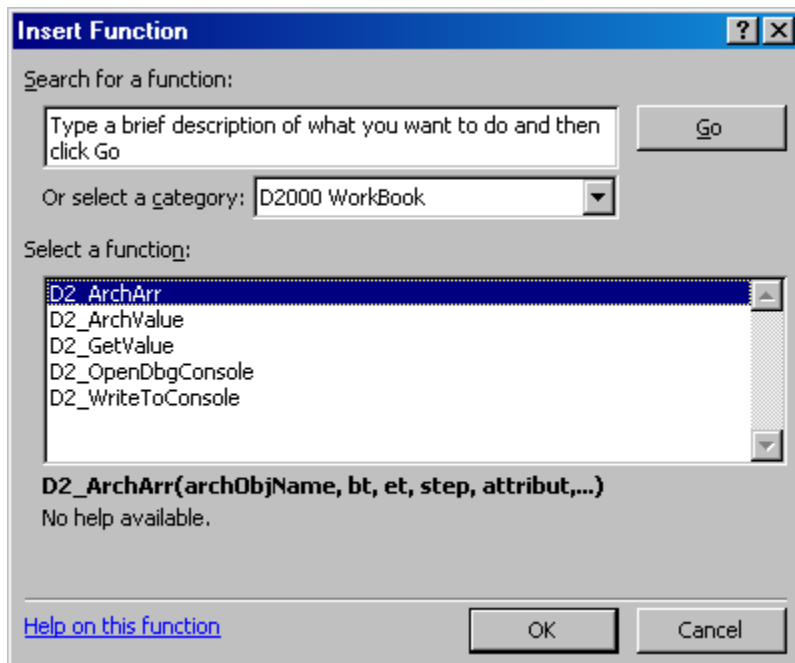 Insert Function
Search for a function:
Type a brief description of what you want to do and then
click Go
Go
Or select a category: D2000 WorkBook
Select a function:
D2_ArchArr
D2_ArchValue
D2_GetValue
D2_OpenDbgConsole
D2_WriteToConsole
D2_ArchArr(archObjName, bt, et, step, attribut,...)
No help available.
Help on this function
OK
Cancel